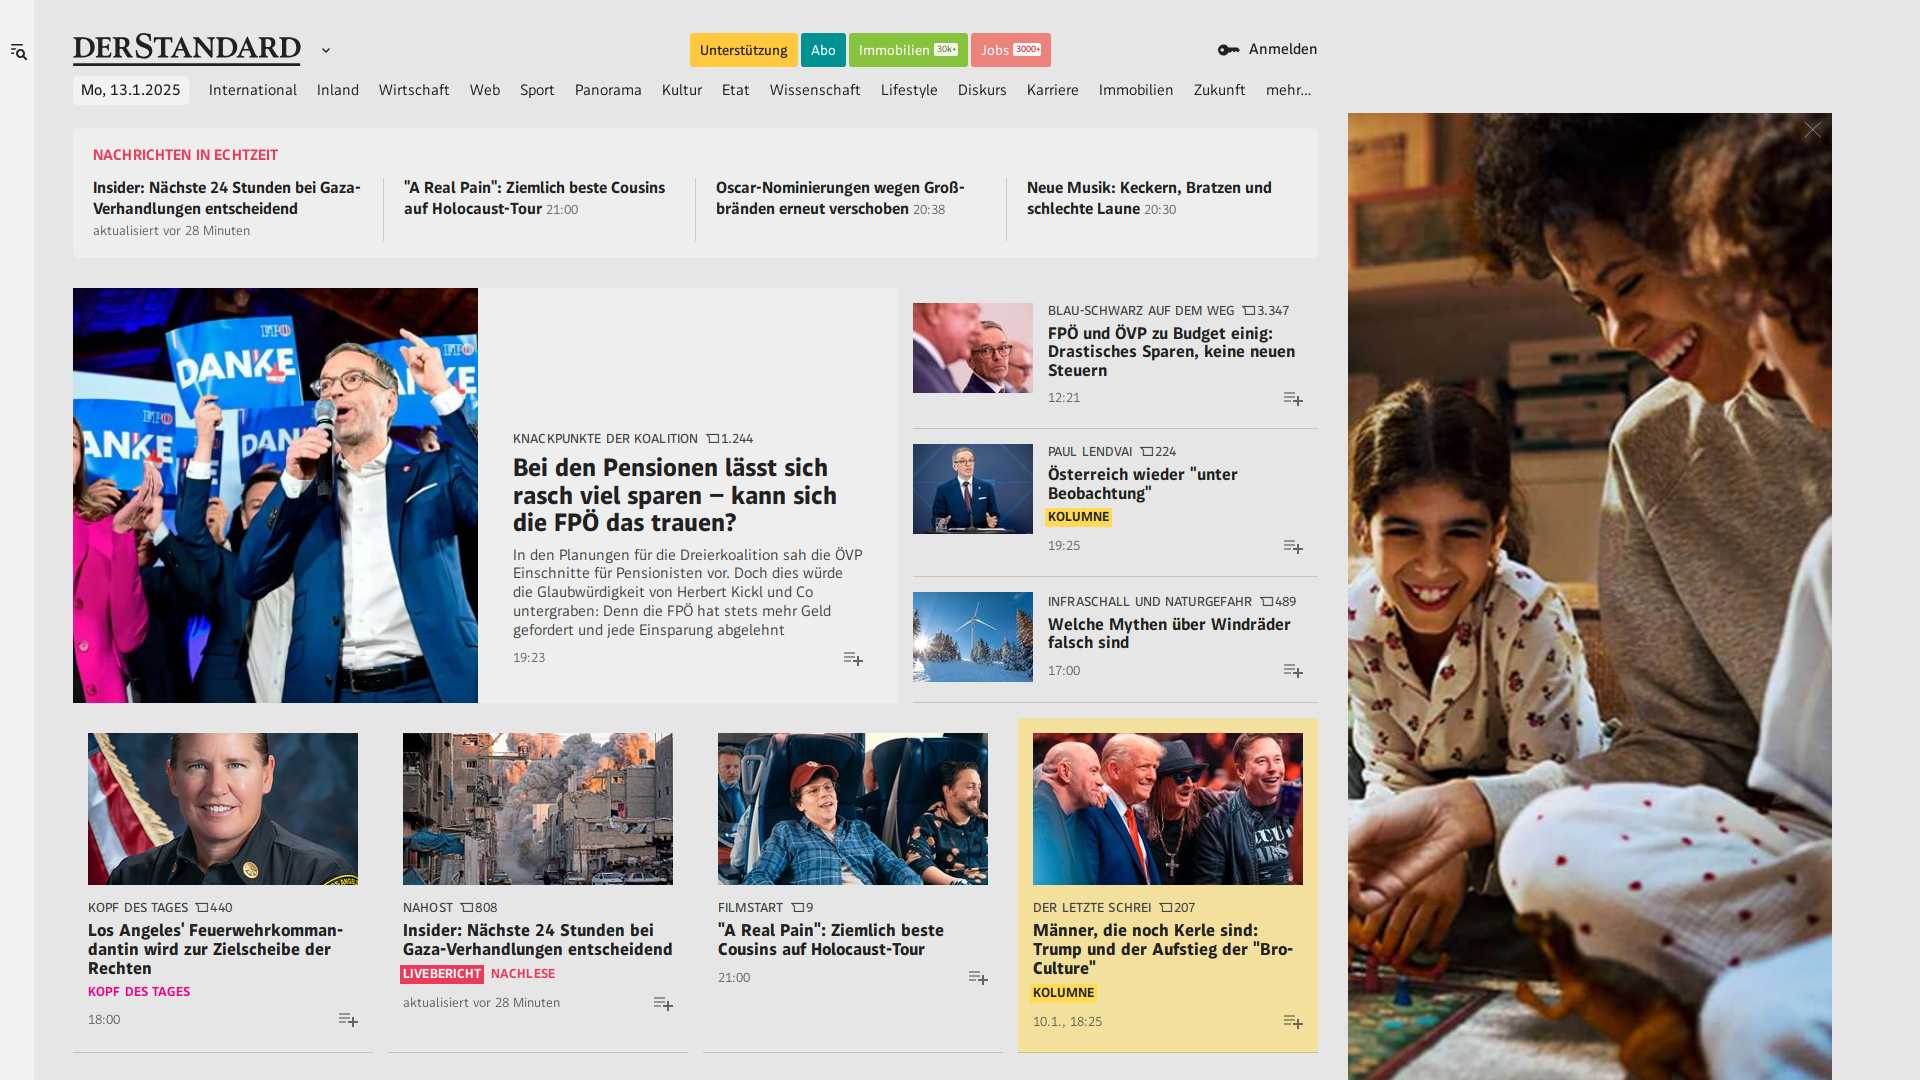 DERSTANDARD
Unterstützung
Abo
Immobilien 30k+
Jobs 3000+
Anmelden
Mo, 13.1.2025
International
Inland
Wirtschaft
Web
Sport
Panorama
Kultur
Etat
Wissenschaft
Lifestyle
Diskurs
Karriere
Immobilien
Zukunft
mehr...
NACHRICHTEN IN ECHTZEIT
Insider: Nächste 24 Stunden bei Gaza-
Verhandlungen entscheidend
aktualisiert vor 28 Minuten
"A Real Pain": Ziemlich beste Cousins
auf Holocaust-Tour 21:00
Oscar-Nominierungen wegen Groß-
bränden erneut verschoben 20:38
Neue Musik: Keckern, Bratzen und
schlechte Laune 20:30
FPÖ
DANKE
FPÖ
FPÖ
ANKE
DAN
KNACKPUNKTE DER KOALITION 1.244
Bei den Pensionen lässt sich
rasch viel sparen – kann sich
die FPÖ das trauen?
In den Planungen für die Dreierkoalition sah die ÖVP
Einschnitte für Pensionisten vor. Doch dies würde
die Glaubwürdigkeit von Herbert Kickl und Co
untergraben: Denn die FPÖ hat stets mehr Geld
gefordert und jede Einsparung abgelehnt
19:23
BLAU-SCHWARZ AUF DEM WEG 3.347
FPÖ und ÖVP zu Budget einig:
Drastisches Sparen, keine neuen
Steuern
12:21
PAUL LENDVAI 224
Österreich wieder "unter
Beobachtung"
KOLUMNE
19:25
INFRASCHALL UND NATURGEFAHR 489
Welche Mythen über Windräder
falsch sind
17:00
KOPF DES TAGES 440
Los Angeles' Feuerwehrkomman-
dantin wird zur Zielscheibe der
Rechten
KOPF DES TAGES
18:00
NAHOST 808
Insider: Nächste 24 Stunden bei
Gaza-Verhandlungen entscheidend
LIVEBERICHT NACHLESE
aktualisiert vor 28 Minuten
FILMSTART 9
"A Real Pain": Ziemlich beste
Cousins auf Holocaust-Tour
21:00
DER LETZTE SCHREI 207
Männer, die noch Kerle sind:
Trump und der Aufstieg der "Bro-
Culture"
KOLUMNE
10.1., 18:25